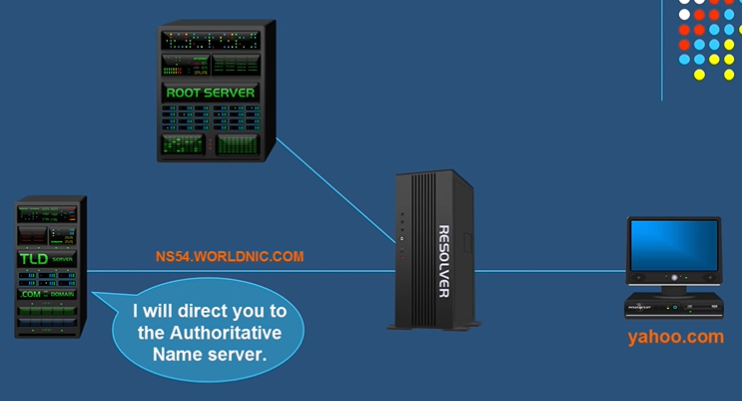 ROOT SERVER
RESOLVER
NS54.WORLDNIC.COM
TLD SERVER
.COM DOMAIN
I will direct you to
the Authoritative
Name server.
yahoo.com